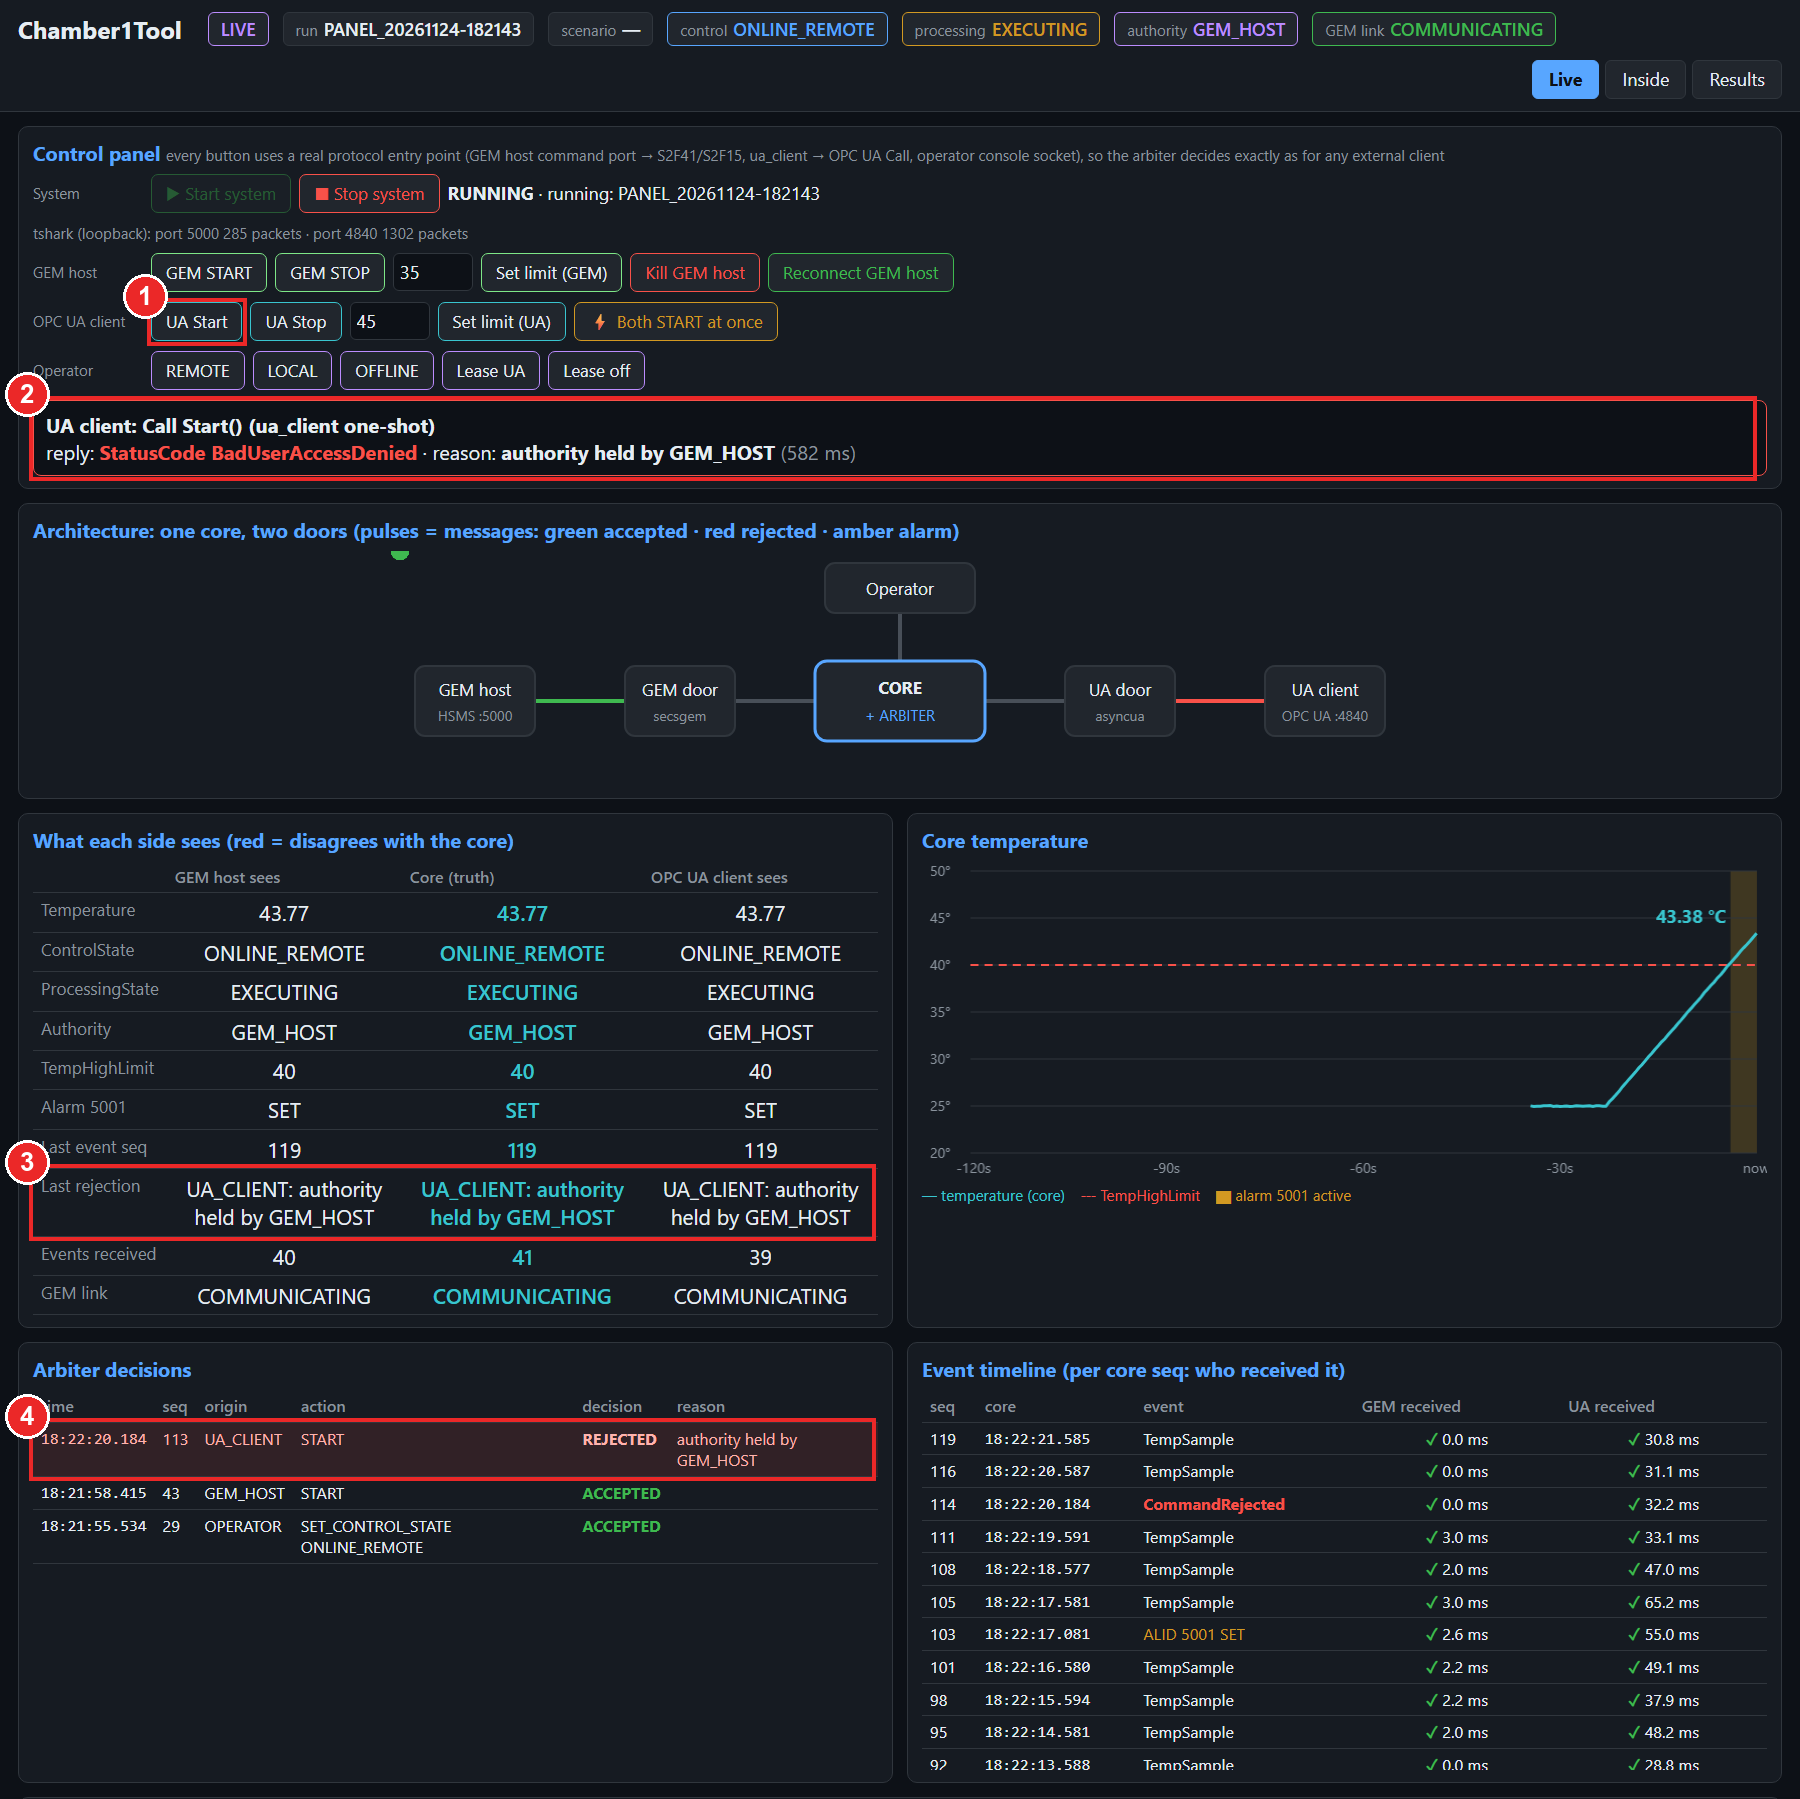 Chamber1Tool
LIVE
run PANEL_20261124-182143
scenario —
control ONLINE_REMOTE
processing EXECUTING
authority GEM_HOST
GEM link COMMUNICATING
Live Inside Results
Control panel every button uses a real protocol entry point (GEM host command port → S2F41/S2F15, ua_client → OPC UA Call, operator console socket), so the arbiter decides exactly as for any external client
System ▶ Start system ■ Stop system RUNNING · running: PANEL_20261124-182143
tshark (loopback): port 5000 285 packets · port 4840 1302 packets
GEM host GEM START GEM STOP 35 Set limit (GEM) Kill GEM host Reconnect GEM host
1
OPC UA client UA Start UA Stop 45 Set limit (UA) ⚡ Both START at once
Operator REMOTE LOCAL OFFLINE Lease UA Lease off
2
UA client: Call Start() (ua_client one-shot)
reply: StatusCode BadUserAccessDenied · reason: authority held by GEM_HOST (582 ms)
Architecture: one core, two doors (pulses = messages: green accepted · red rejected · amber alarm)
Operator
GEM host GEM door CORE UA door UA client
HSMS :5000 secsgem + ARBITER asyncua OPC UA :4840
What each side sees (red = disagrees with the core)
GEM host sees Core (truth) OPC UA client sees
Temperature 43.77 43.77 43.77
ControlState ONLINE_REMOTE ONLINE_REMOTE ONLINE_REMOTE
ProcessingState EXECUTING EXECUTING EXECUTING
Authority GEM_HOST GEM_HOST GEM_HOST
TempHighLimit 40 40 40
Alarm 5001 SET SET SET
Last event seq 119 119 119
3
Last rejection UA_CLIENT: authority UA_CLIENT: authority UA_CLIENT: authority
held by GEM_HOST held by GEM_HOST held by GEM_HOST
Events received 40 41 39
GEM link COMMUNICATING COMMUNICATING COMMUNICATING
Core temperature
50°
45°
43.38 °C
40°
35°
30°
25°
20°
-120s -90s -60s -30s now
— temperature (core) --- TempHighLimit alarm 5001 active
Arbiter decisions
4
time seq origin action decision reason
18:22:20.184 113 UA_CLIENT START REJECTED authority held by
GEM_HOST
18:21:58.415 43 GEM_HOST START ACCEPTED
18:21:55.534 29 OPERATOR SET_CONTROL_STATE ACCEPTED
ONLINE_REMOTE
Event timeline (per core seq: who received it)
seq core event GEM received UA received
119 18:22:21.585 TempSample ✓ 0.0 ms ✓ 30.8 ms
116 18:22:20.587 TempSample ✓ 0.0 ms ✓ 31.1 ms
114 18:22:20.184 CommandRejected ✓ 0.0 ms ✓ 32.2 ms
111 18:22:19.591 TempSample ✓ 3.0 ms ✓ 33.1 ms
108 18:22:18.577 TempSample ✓ 2.0 ms ✓ 47.0 ms
105 18:22:17.581 TempSample ✓ 3.0 ms ✓ 65.2 ms
103 18:22:17.081 ALID 5001 SET ✓ 2.6 ms ✓ 55.0 ms
101 18:22:16.580 TempSample ✓ 2.2 ms ✓ 49.1 ms
98 18:22:15.594 TempSample ✓ 2.2 ms ✓ 37.9 ms
95 18:22:14.581 TempSample ✓ 2.0 ms ✓ 48.2 ms
92 18:22:13.588 TempSample ✓ 0.0 ms ✓ 28.8 ms